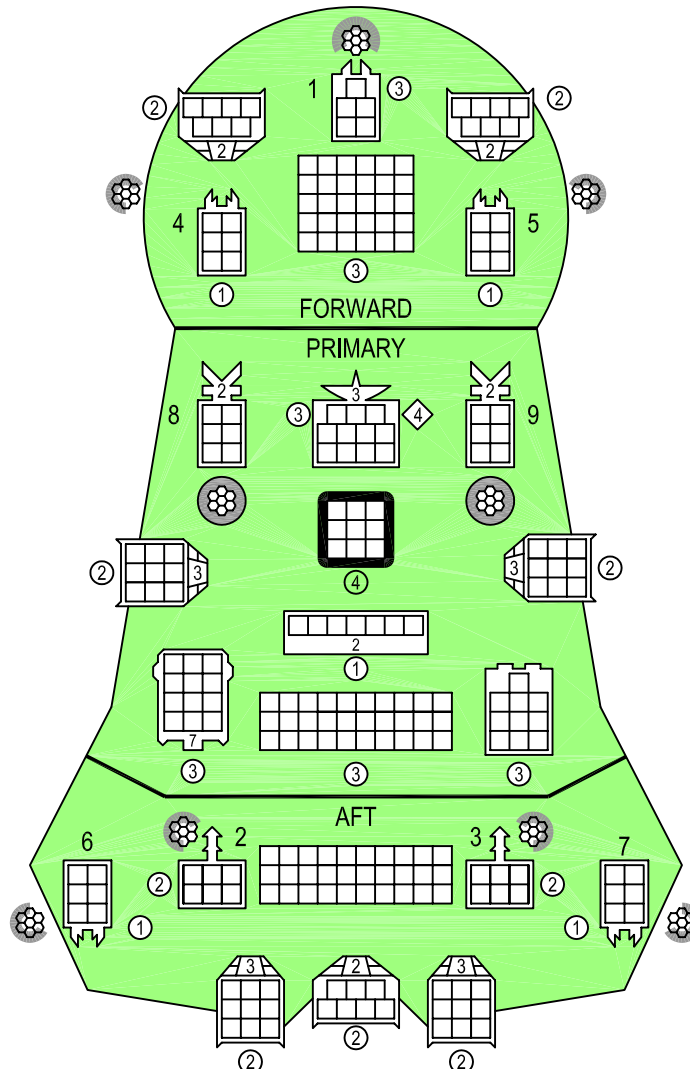 1 ③
② ②
2 2
4 5
③
① ①
FORWARD
PRIMARY
2 3 2
8 ③ 4 9
② 3 3 ②
④
2
①
7
③ ③ ③
AFT
6 2 3 7
② ②
① ①
3 2 3
②
② ②